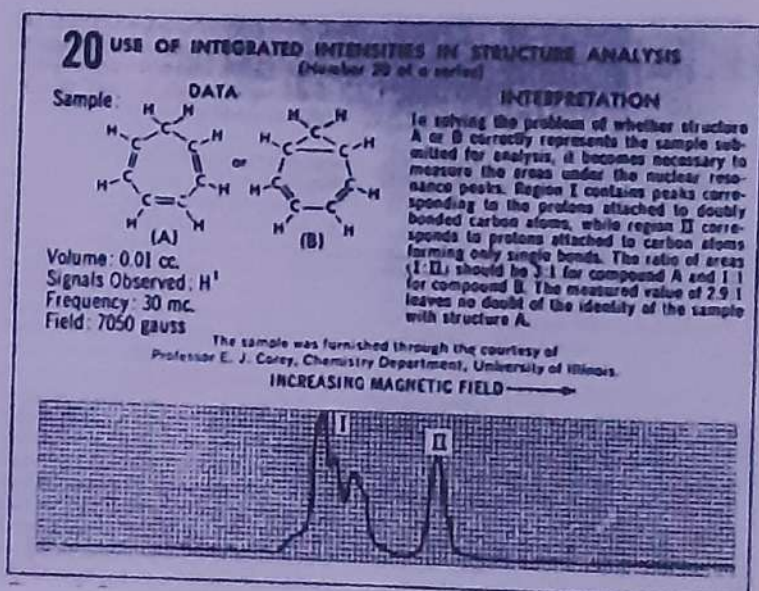 20 USE OF INTEGRATED INTENSITIES IN STRUCTURE ANALYSIS
(Number 20 of a series)
DATA
Sample:
H H
H C H
C C
or
H C C H
C=C
H H
(A)
H H
C
H C C H
H C C H
C C
H H
(B)
Volume: 0.01 cc.
Signals Observed: H¹
Frequency: 30 mc.
Field: 7050 gauss
INTERPRETATION
In solving the problem of whether structure
A or B correctly represents the sample sub-
mitted for analysis, it becomes necessary to
measure the areas under the nuclear reso-
nance peaks. Region I contains peaks corre-
sponding to the protons attached to doubly
bonded carbon atoms, while region II corre-
sponds to protons attached to carbon atoms
forming only single bonds. The ratio of areas
(I:II) should be 3:1 for compound A and 1:1
for compound B. The measured value of 2.9:1
leaves no doubt of the identity of the sample
with structure A.
The sample was furnished through the courtesy of
Professor E. J. Corey, Chemistry Department, University of Illinois.
INCREASING MAGNETIC FIELD
I
II